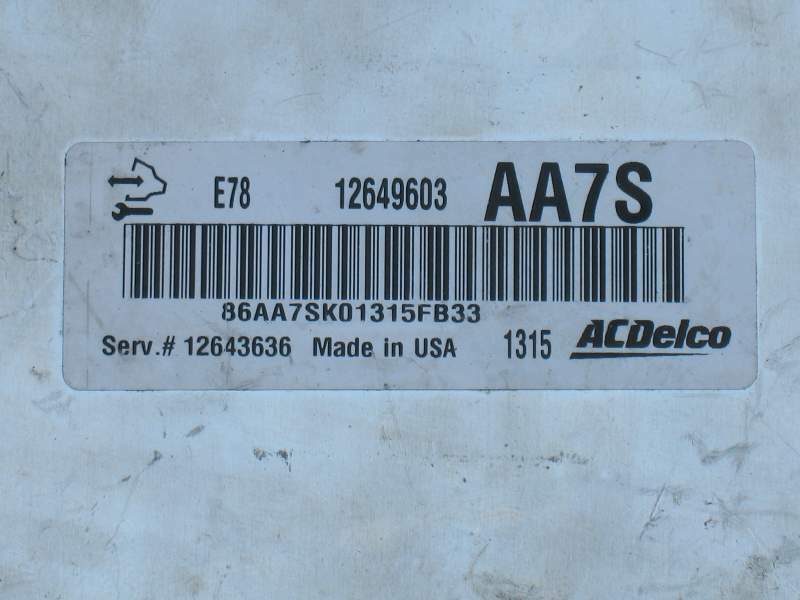 E78 12649603 AA7S
86AA7SK01315FB33
Serv.# 12643636 Made in USA 1315 ACDelco